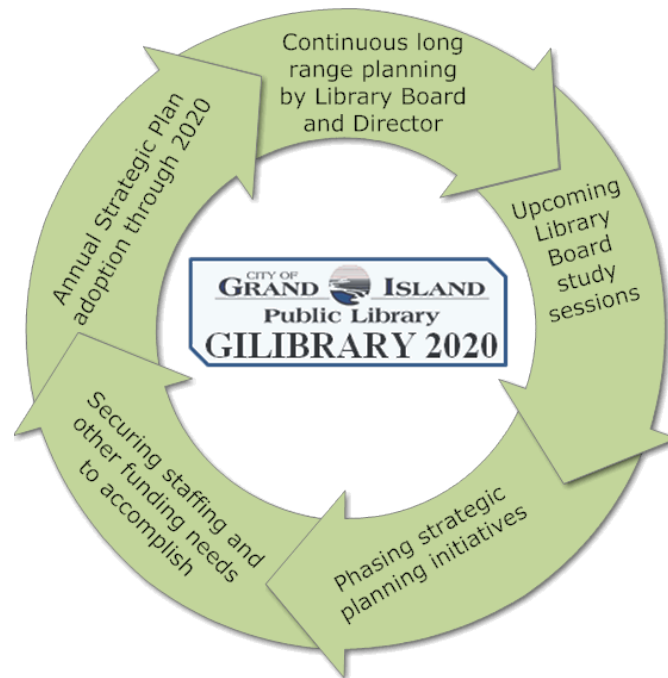 Continuous long
range planning
by Library Board
and Director
Upcoming
Library
Board
study
sessions
Phasing strategic
planning initiatives
Securing staffing and
other funding needs
to accomplish
Annual Strategic Plan
adoption through 2020
CITY OF
GRAND ISLAND
Public Library
GILIBRARY 2020